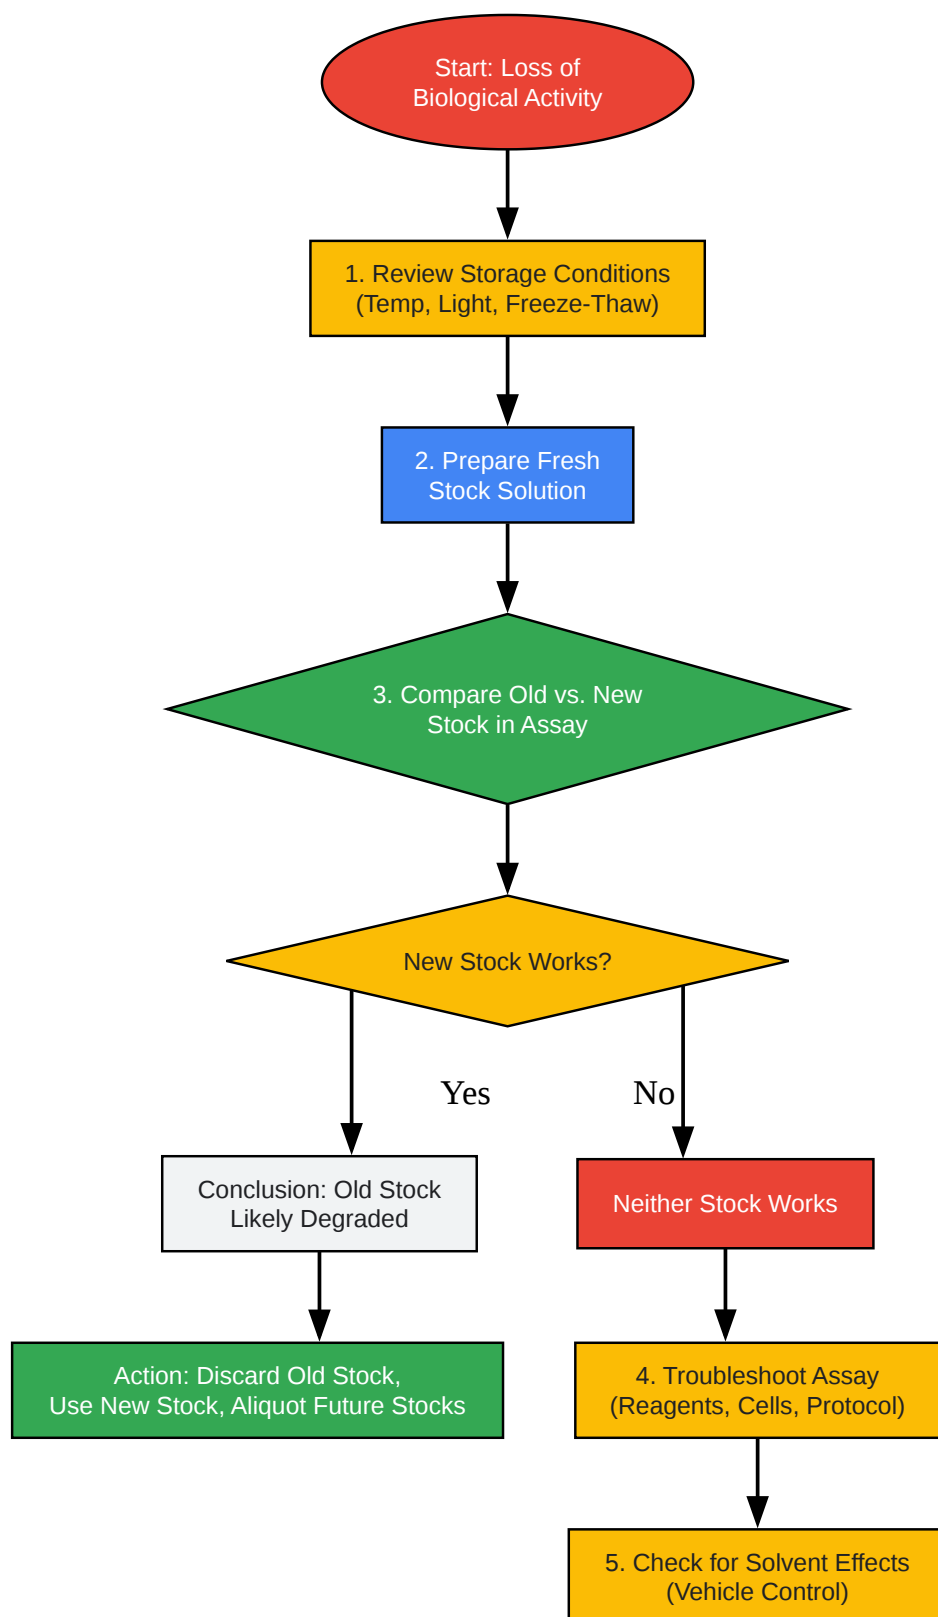 Start: Loss of
Biological Activity
1. Review Storage Conditions
(Temp, Light, Freeze-Thaw)
2. Prepare Fresh
Stock Solution
3. Compare Old vs. New
Stock in Assay
New Stock Works?
Yes
No
Conclusion: Old Stock
Likely Degraded
Neither Stock Works
Action: Discard Old Stock,
Use New Stock, Aliquot Future Stocks
4. Troubleshoot Assay
(Reagents, Cells, Protocol)
5. Check for Solvent Effects
(Vehicle Control)